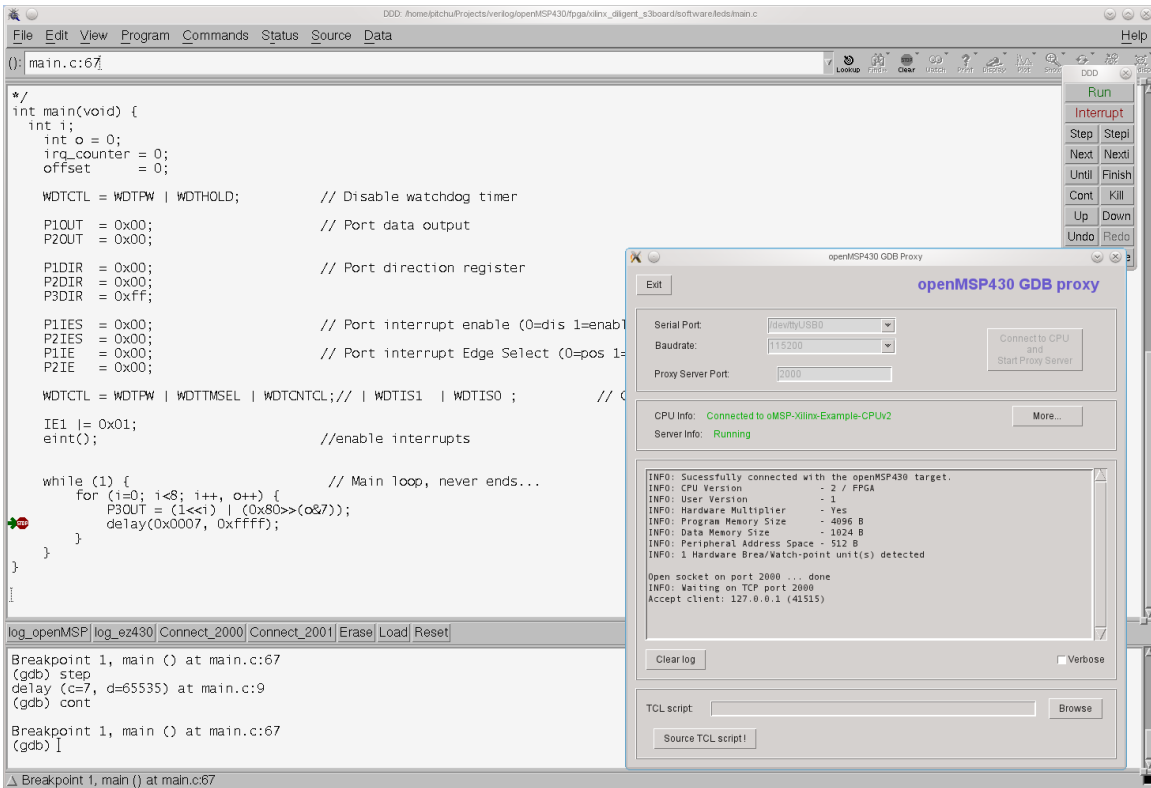 DDD: /home/pitchu/Projects/verilog/openMSP430/fpga/xilinx_diligent_s3board/software/leds/main.c
File Edit View Program Commands Status Source Data Help
(): main.c:67
Lookup Find» Clear Watch Print Display Plot
DDD
Run
Interrupt
Step Stepi
Next Nexti
Until Finish
Cont Kill
Up Down
Undo Redo
*/
int main(void) {
int i;
int o = 0;
irq_counter = 0;
offset = 0;
WDTCTL = WDTPW | WDTHOLD; // Disable watchdog timer
P1OUT = 0x00; // Port data output
P2OUT = 0x00;
P1DIR = 0x00; // Port direction register
P2DIR = 0x00;
P3DIR = 0xff;
P1IES = 0x00; // Port interrupt enable (0=dis 1=enabl
P2IES = 0x00;
P1IE = 0x00; // Port interrupt Edge Select (0=pos 1=
P2IE = 0x00;
WDTCTL = WDTPW | WDTTMSEL | WDTCNTCL;// | WDTIS1 | WDTIS0 ; //
IE1 |= 0x01;
eint(); //enable interrupts
while (1) { // Main loop, never ends...
for (i=0; i<8; i++, o++) {
P3OUT = (1<<i) | (0x80>>(o&7));
STOP delay(0x0007, 0xffff);
}
}
}
log_openMSP log_ez430 Connect_2000 Connect_2001 Erase Load Reset
Breakpoint 1, main () at main.c:67
(gdb) step
delay (c=7, d=65535) at main.c:9
(gdb) cont
Breakpoint 1, main () at main.c:67
(gdb)
Breakpoint 1, main () at main.c:67
openMSP430 GDB Proxy
Exit openMSP430 GDB proxy
Serial Port: /dev/ttyUSB0
Baudrate: 115200
Proxy Server Port: 2000
Connect to CPU
and
Start Proxy Server
CPU Info: Connected to oMSP-Xilinx-Example-CPUv2 More...
Server Info: Running
INFO: Sucessfully connected with the openMSP430 target.
INFO: CPU Version - 2 / FPGA
INFO: User Version - 1
INFO: Hardware Multiplier - Yes
INFO: Program Memory Size - 4096 B
INFO: Data Memory Size - 1024 B
INFO: Peripheral Address Space - 512 B
INFO: 1 Hardware Brea/Watch-point unit(s) detected
Open socket on port 2000 ... done
INFO: Waiting on TCP port 2000
Accept client: 127.0.0.1 (41515)
Clear log Verbose
TCL script: Browse
Source TCL script !